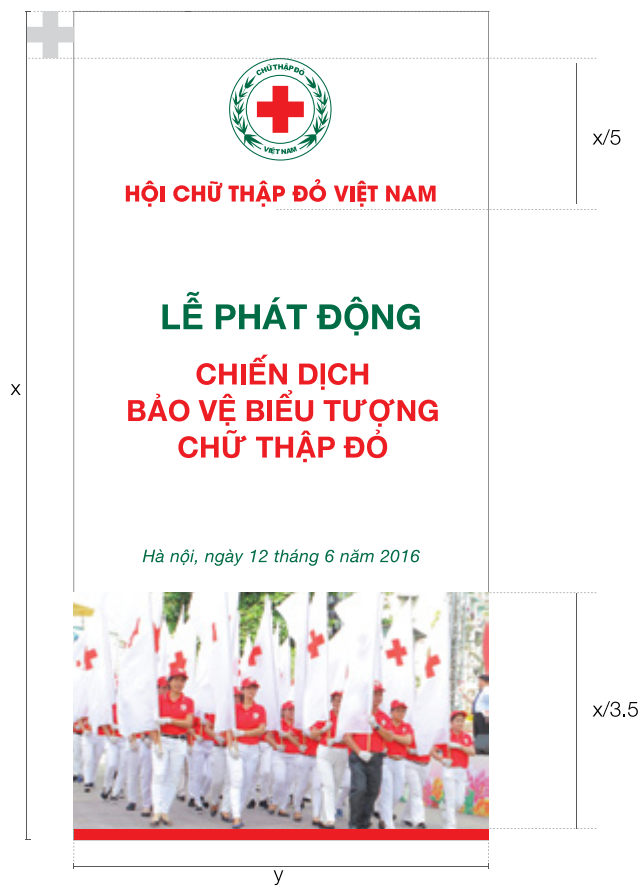 CHỮ THẬP ĐỎ
VIỆT NAM
HỘI CHỮ THẬP ĐỎ VIỆT NAM
x/5
LỄ PHÁT ĐỘNG
CHIẾN DỊCH
x
BẢO VỆ BIỂU TƯỢNG
CHỮ THẬP ĐỎ
Hà nội, ngày 12 tháng 6 năm 2016
x/3.5
y